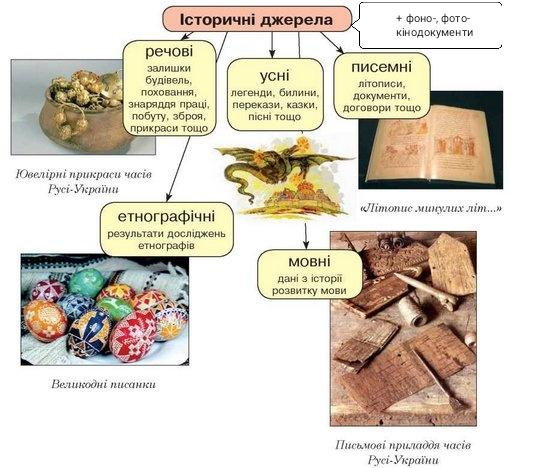 Історичні джерела
+ фоно-, фото-
кінодокументи
речові
залишки
будівель,
поховання,
знаряддя праці,
побуту, зброя,
прикраси тощо
усні
легенди, билини,
перекази, казки,
пісні тощо
писемні
літописи,
документи,
договори тощо
Ювелірні прикраси часів
Русі-України
«Літопис минулих літ...»
етнографічні
результати досліджень
етнографів
мовні
дані з історії
розвитку мови
Великодні писанки
Письмові приладдя часів
Русі-України